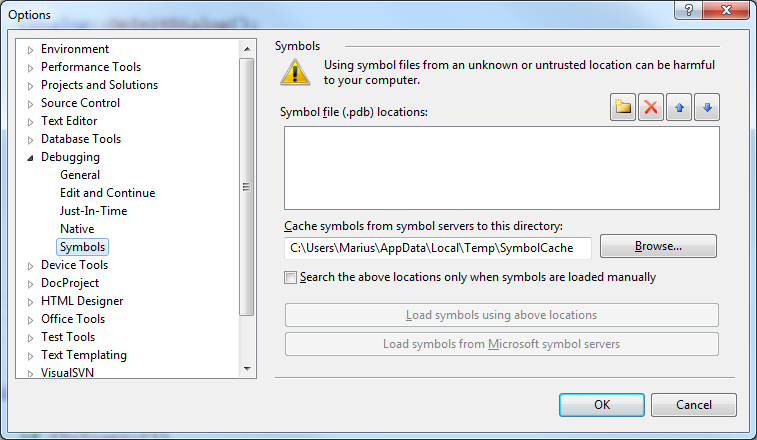 Options
Environment
Performance Tools
Projects and Solutions
Source Control
Text Editor
Database Tools
Debugging
General
Edit and Continue
Just-In-Time
Native
Symbols
Device Tools
DocProject
HTML Designer
Office Tools
Test Tools
Text Templating
VisualSVN
Symbols
Using symbol files from an unknown or untrusted location can be harmful
to your computer.
Symbol file (.pdb) locations:
Cache symbols from symbol servers to this directory:
C:\Users\Marius\AppData\Local\Temp\SymbolCache
Browse...
Search the above locations only when symbols are loaded manually
Load symbols using above locations
Load symbols from Microsoft symbol servers
OK
Cancel